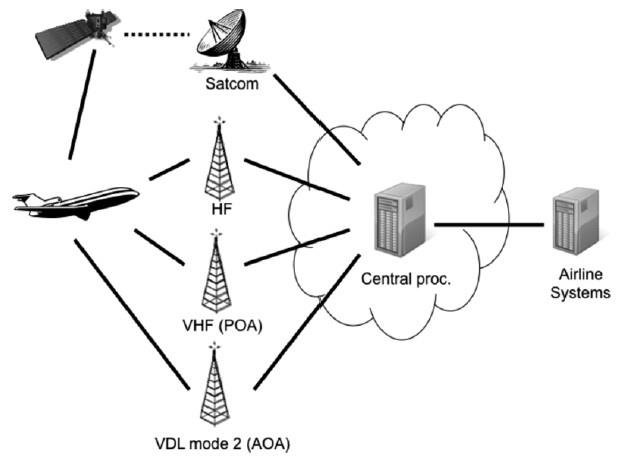 Satcom
HF
VHF (POA)
VDL mode 2 (AOA)
Central proc.
Airline
Systems